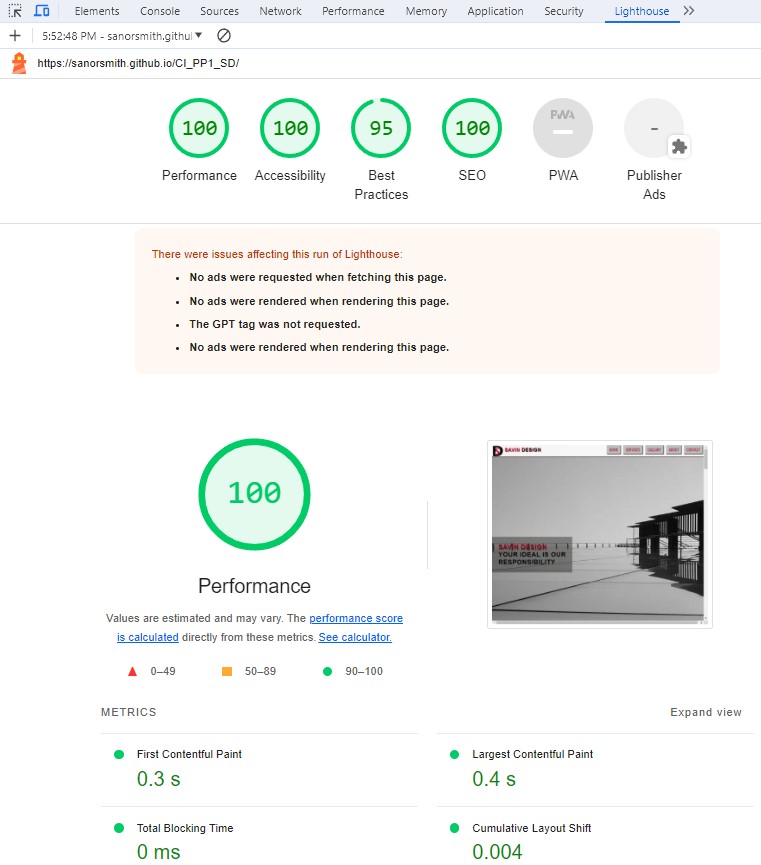 Elements Console Sources Network Performance Memory Application Security Lighthouse
5:52:48 PM - sanorsmith.githul
https://sanorsmith.github.io/CI_PP1_SD/
100 100 95 100 PWA -
Performance Accessibility Best Practices SEO PWA Publisher Ads
There were issues affecting this run of Lighthouse:
No ads were requested when fetching this page.
No ads were rendered when rendering this page.
The GPT tag was not requested.
No ads were rendered when rendering this page.
100
SAVIN DESIGN
HOME SERVICES GALLERY ABOUT CONTACT
SAVIN DESIGN
YOUR IDEAL IS OUR
RESPONSIBILITY
Performance
Values are estimated and may vary. The performance score
is calculated directly from these metrics. See calculator.
0–49 50–89 90–100
METRICS Expand view
First Contentful Paint
0.3 s
Largest Contentful Paint
0.4 s
Total Blocking Time
0 ms
Cumulative Layout Shift
0.004